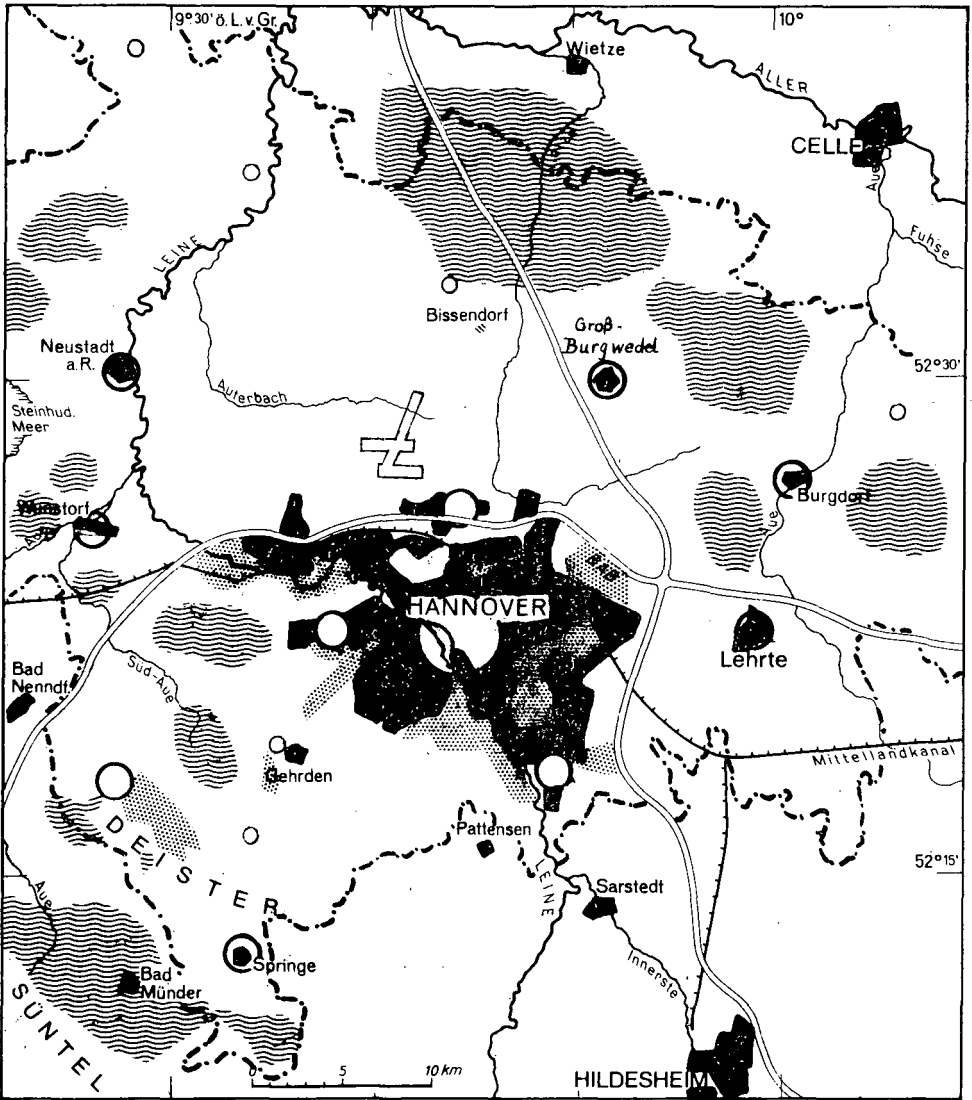 9°30' ö. L. v. Gr.
10°
Wietze
ALLER
CELLE
Aue
Fuhse
LEINE
Bissendorf
Groß-
Burgwedel
Neustadt
a.R.
52°30'
Auterbach
Steinhud.
Meer
Wunstorf
Burgdorf
Aue
Aue
HANNOVER
Lehrte
Bad
Nenndf.
Süd-Aue
Gehrden
Mittellandkanal
DEISTER
Pattensen
52°15'
LEINE
Sarstedt
Aue
Springe
Innerste
Bad
Münder
SÜNTEL
0 5 10 km
HILDESHEIM